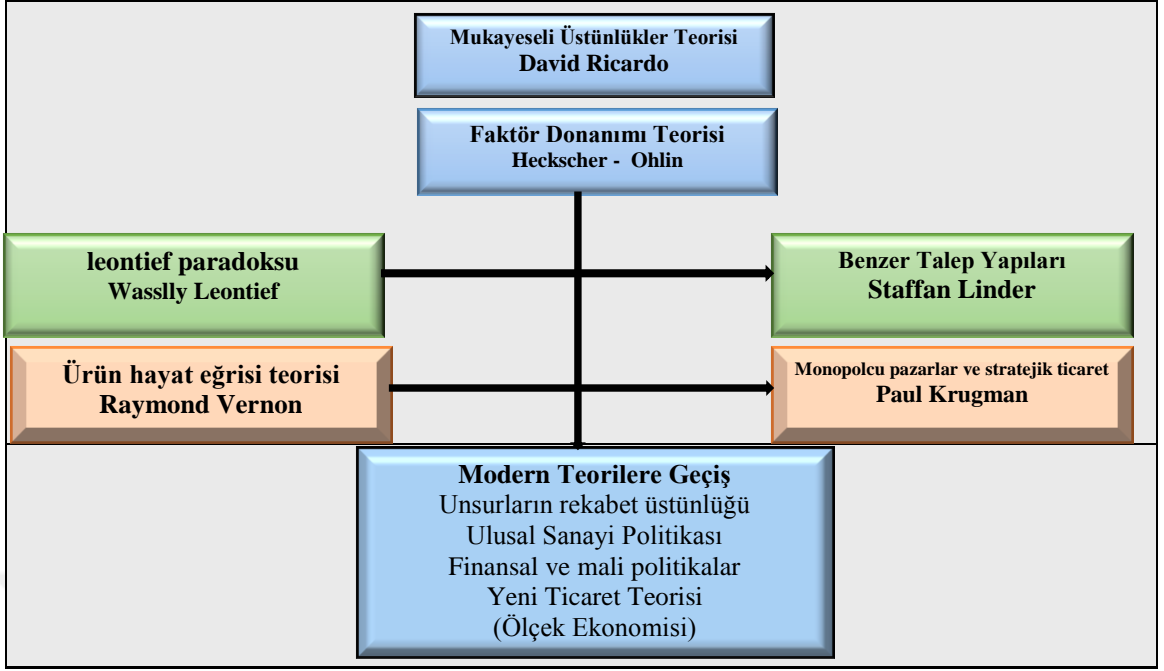 Mukayeseli Üstünlükler Teorisi
David Ricardo
Faktör Donanımı Teorisi
Heckscher - Ohlin
leontief paradoksu
Wasslly Leontief
Benzer Talep Yapıları
Staffan Linder
Ürün hayat eğrisi teorisi
Raymond Vernon
Monopolcu pazarlar ve stratejik ticaret
Paul Krugman
Modern Teorilere Geçiş
Unsurların rekabet üstünlüğü
Ulusal Sanayi Politikası
Finansal ve mali politikalar
Yeni Ticaret Teorisi
(Ölçek Ekonomisi)